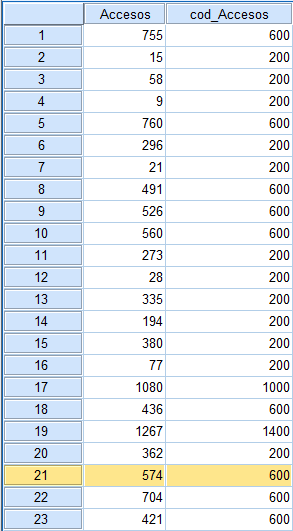 Accesos cod_Accesos
1 755 600
2 15 200
3 58 200
4 9 200
5 760 600
6 296 200
7 21 200
8 491 600
9 526 600
10 560 600
11 273 200
12 28 200
13 335 200
14 194 200
15 380 200
16 77 200
17 1080 1000
18 436 600
19 1267 1400
20 362 200
21 574 600
22 704 600
23 421 600